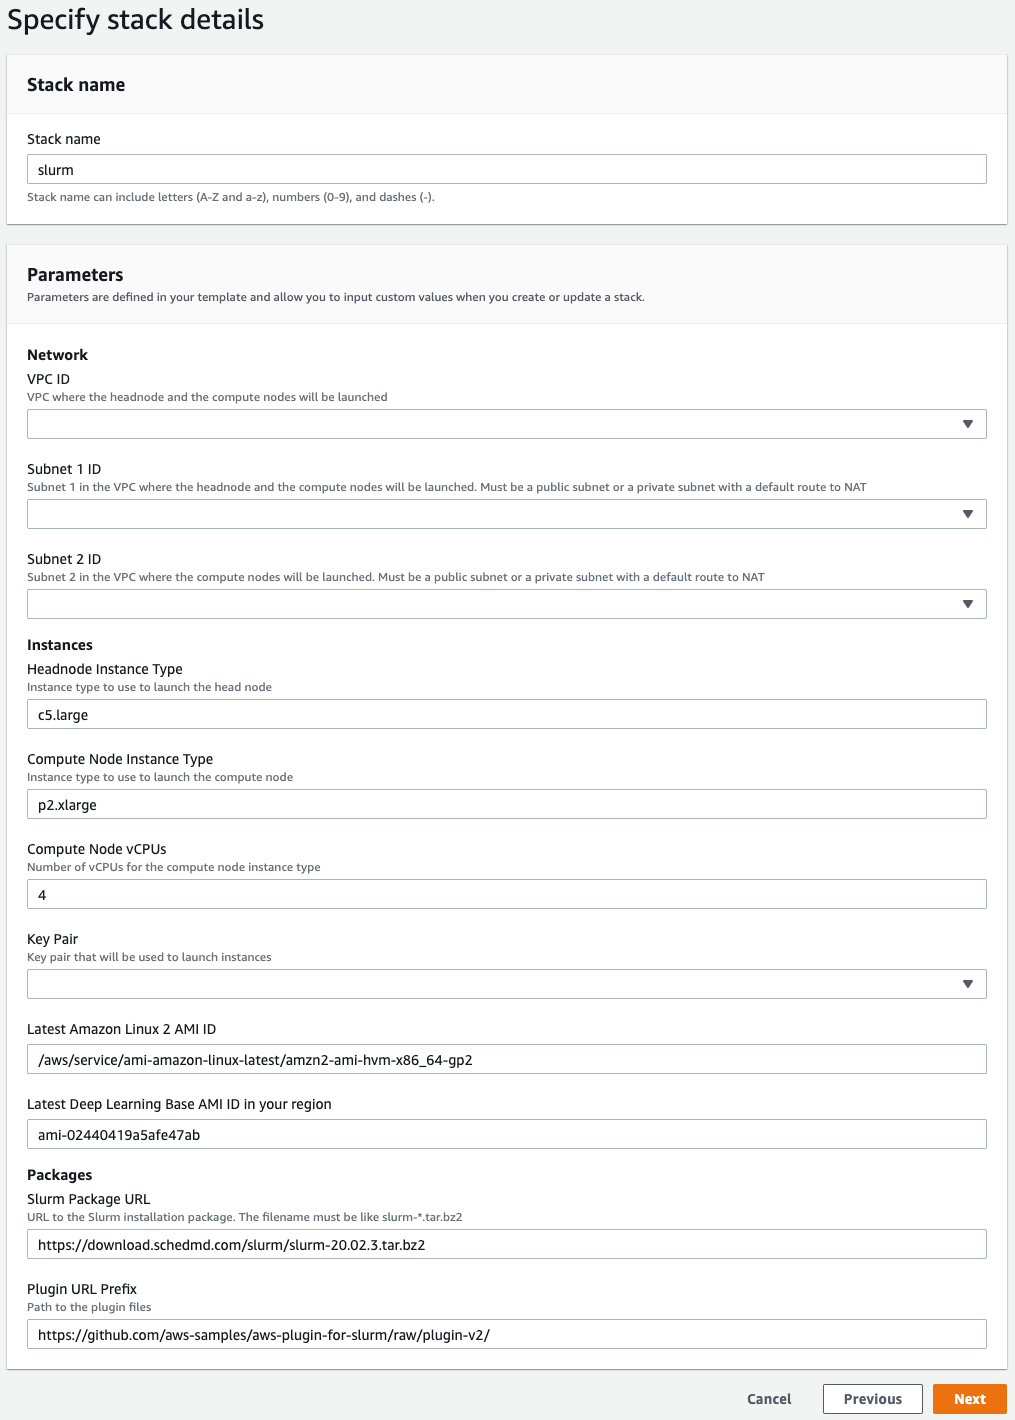 Specify stack details
Stack name
Stack name
slurm
Stack name can include letters (A-Z and a-z), numbers (0-9), and dashes (-).
Parameters
Parameters are defined in your template and allow you to input custom values when you create or update a stack.
Network
VPC ID
VPC where the headnode and the compute nodes will be launched
Subnet 1 ID
Subnet 1 in the VPC where the headnode and the compute nodes will be launched. Must be a public subnet or a private subnet with a default route to NAT
Subnet 2 ID
Subnet 2 in the VPC where the compute nodes will be launched. Must be a public subnet or a private subnet with a default route to NAT
Instances
Headnode Instance Type
Instance type to use to launch the head node
c5.large
Compute Node Instance Type
Instance type to use to launch the compute node
p2.xlarge
Compute Node vCPUs
Number of vCPUs for the compute node instance type
4
Key Pair
Key pair that will be used to launch instances
Latest Amazon Linux 2 AMI ID
/aws/service/ami-amazon-linux-latest/amzn2-ami-hvm-x86_64-gp2
Latest Deep Learning Base AMI ID in your region
ami-02440419a5afe47ab
Packages
Slurm Package URL
URL to the Slurm installation package. The filename must be like slurm-*.tar.bz2
https://download.schedmd.com/slurm/slurm-20.02.3.tar.bz2
Plugin URL Prefix
Path to the plugin files
https://github.com/aws-samples/aws-plugin-for-slurm/raw/plugin-v2/
Cancel Previous Next